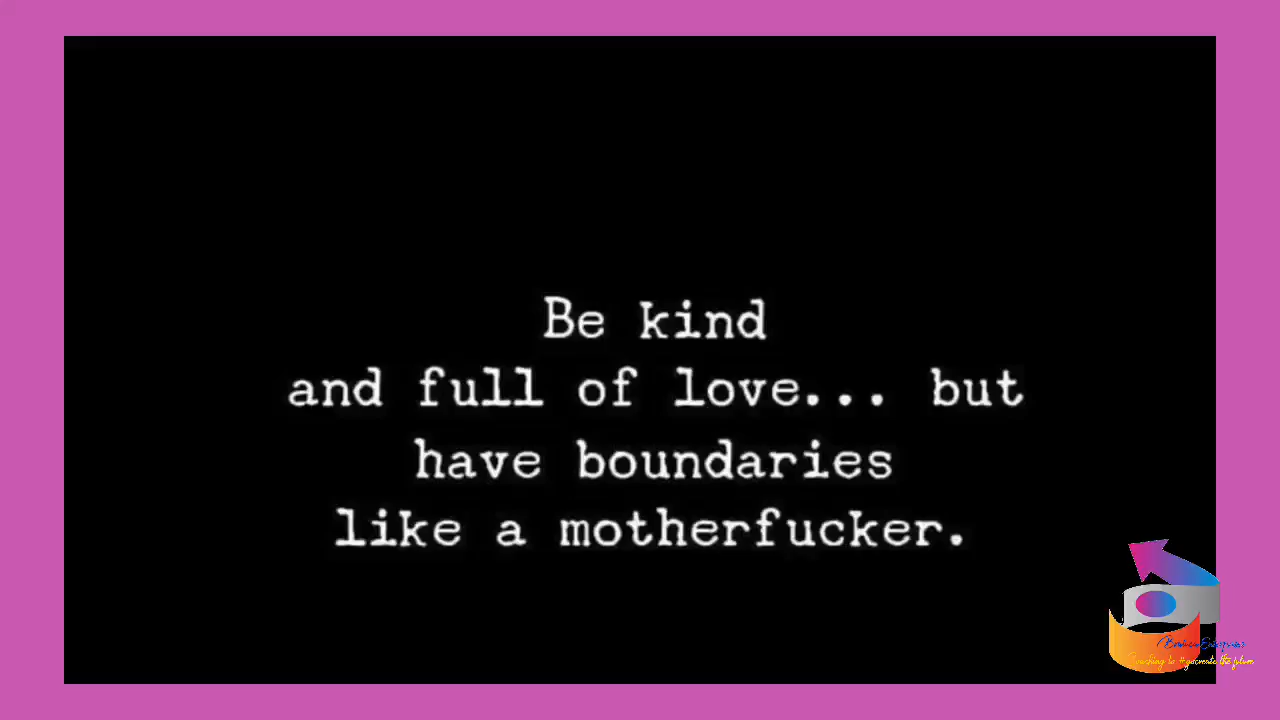 Be kind
and full of love... but
have boundaries
like a motherfucker.